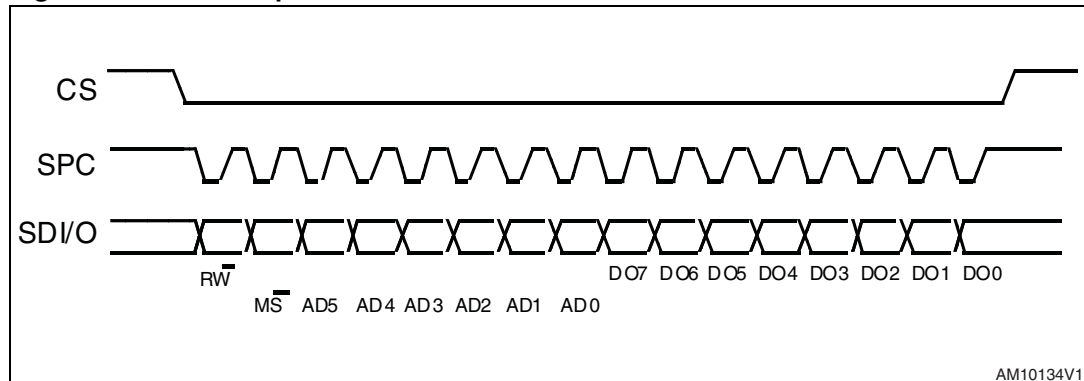 CS
SPC
SDI/O
RW DO7 DO6 DO5 DO4 DO3 DO2 DO1 DO0
MS AD5 AD4 AD3 AD2 AD1 AD0
AM10134V1